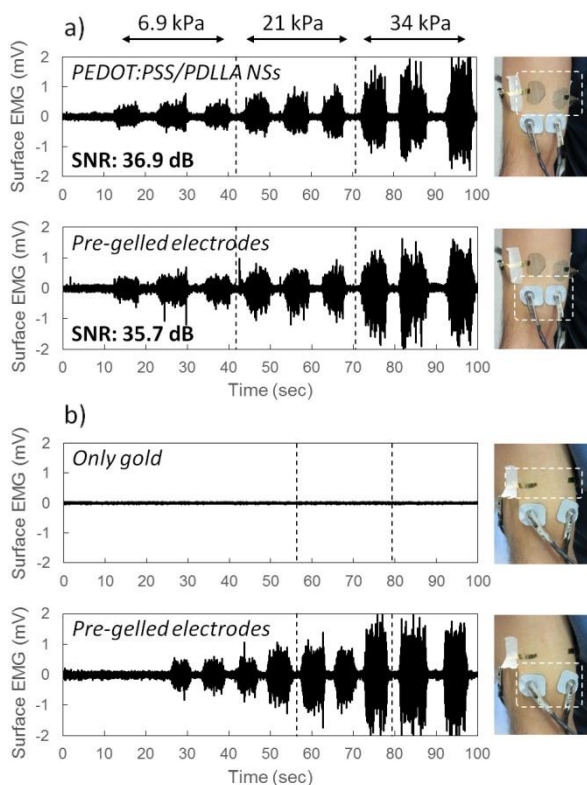 a)
6.9 kPa 21 kPa 34 kPa
Surface EMG (mV)
2
1
0
-1
-2
PEDOT:PSS/PDLLA NSs
SNR: 36.9 dB
0 10 20 30 40 50 60 70 80 90 100
Surface EMG (mV)
2
1
0
-1
-2
Pre-gelled electrodes
SNR: 35.7 dB
0 10 20 30 40 50 60 70 80 90 100
Time (sec)
b)
Surface EMG (mV)
2
1
0
-1
-2
Only gold
0 10 20 30 40 50 60 70 80 90 100
Surface EMG (mV)
2
1
0
-1
-2
Pre-gelled electrodes
0 10 20 30 40 50 60 70 80 90 100
Time (sec)